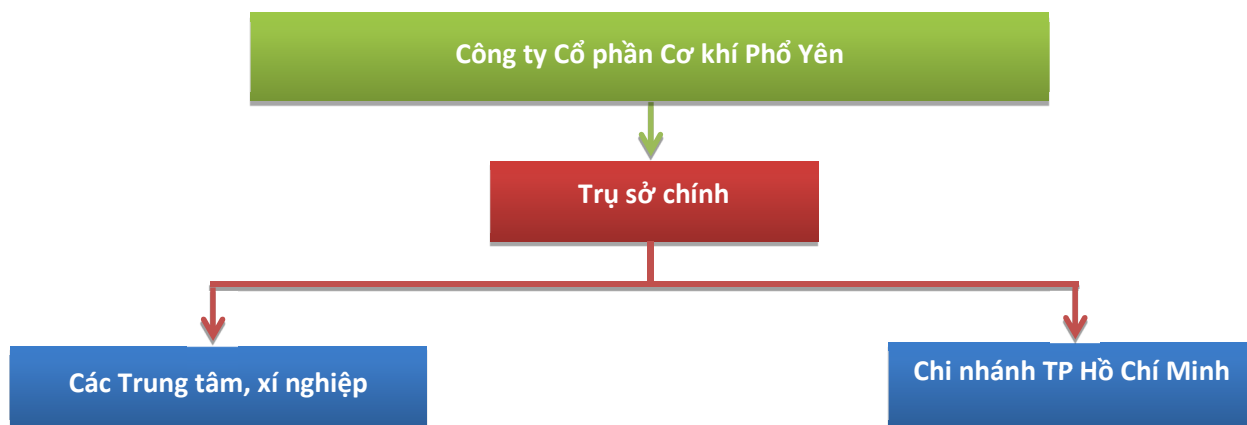 Công ty Cổ phần Cơ khí Phổ Yên
Trụ sở chính
Các Trung tâm, xí nghiệp
Chi nhánh TP Hồ Chí Minh